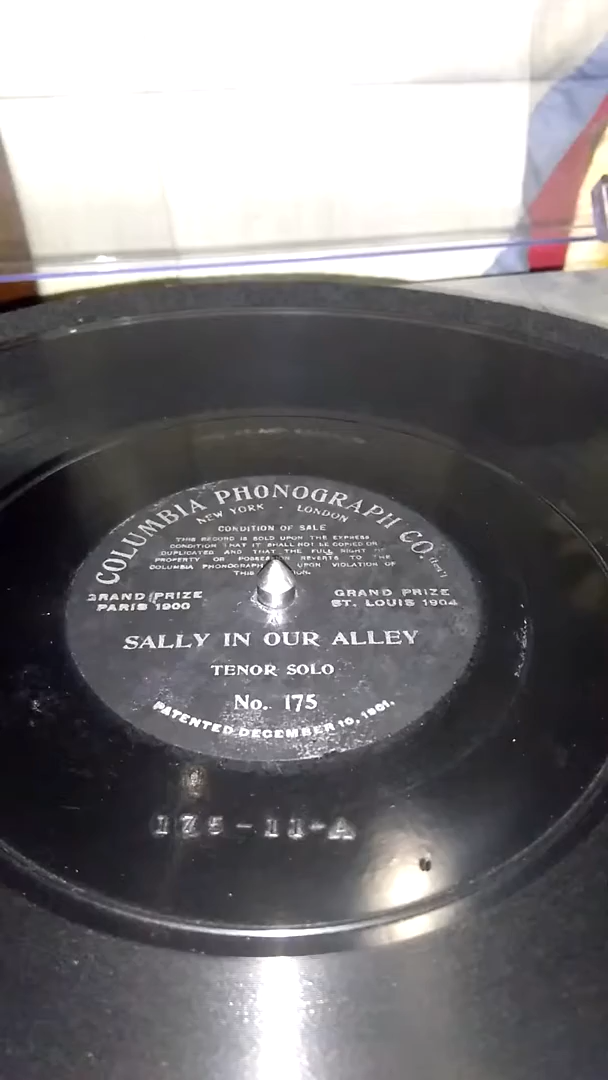 COLUMBIA PHONOGRAPH CO.
NEW YORK · LONDON
CONDITION OF SALE
THIS RECORD IS SOLD UPON THE EXPRESS
CONDITION THAT IT SHALL NOT BE COPIED OR
DUPLICATED AND THAT THE FULL RIGHT OF
PROPERTY OR POSSESSION REVERTS TO THE
COLUMBIA PHONOGRAPH UPON VIOLATION OF
GRAND PRIZE
PARIS 1900
GRAND PRIZE
ST. LOUIS 1904
SALLY IN OUR ALLEY
TENOR SOLO
No. 175
PATENTED DECEMBER 10, 1901.
175-11-A